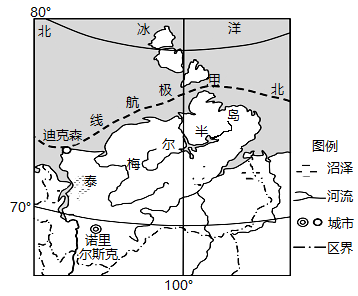 80°
北 冰 洋
北 极 航 线
甲
迪克森
泰 梅 尔 半 岛
70°
诺里
尔斯克
100°
图例
沼泽
河流
城市
区界